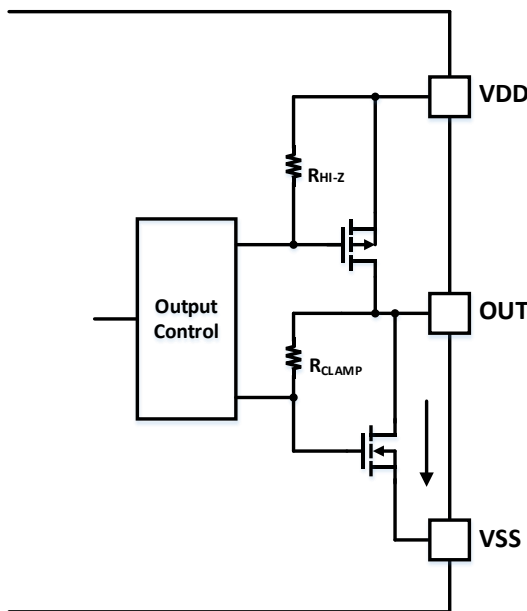 VDD
RHI-Z
Output
Control
OUT
RCLAMP
VSS